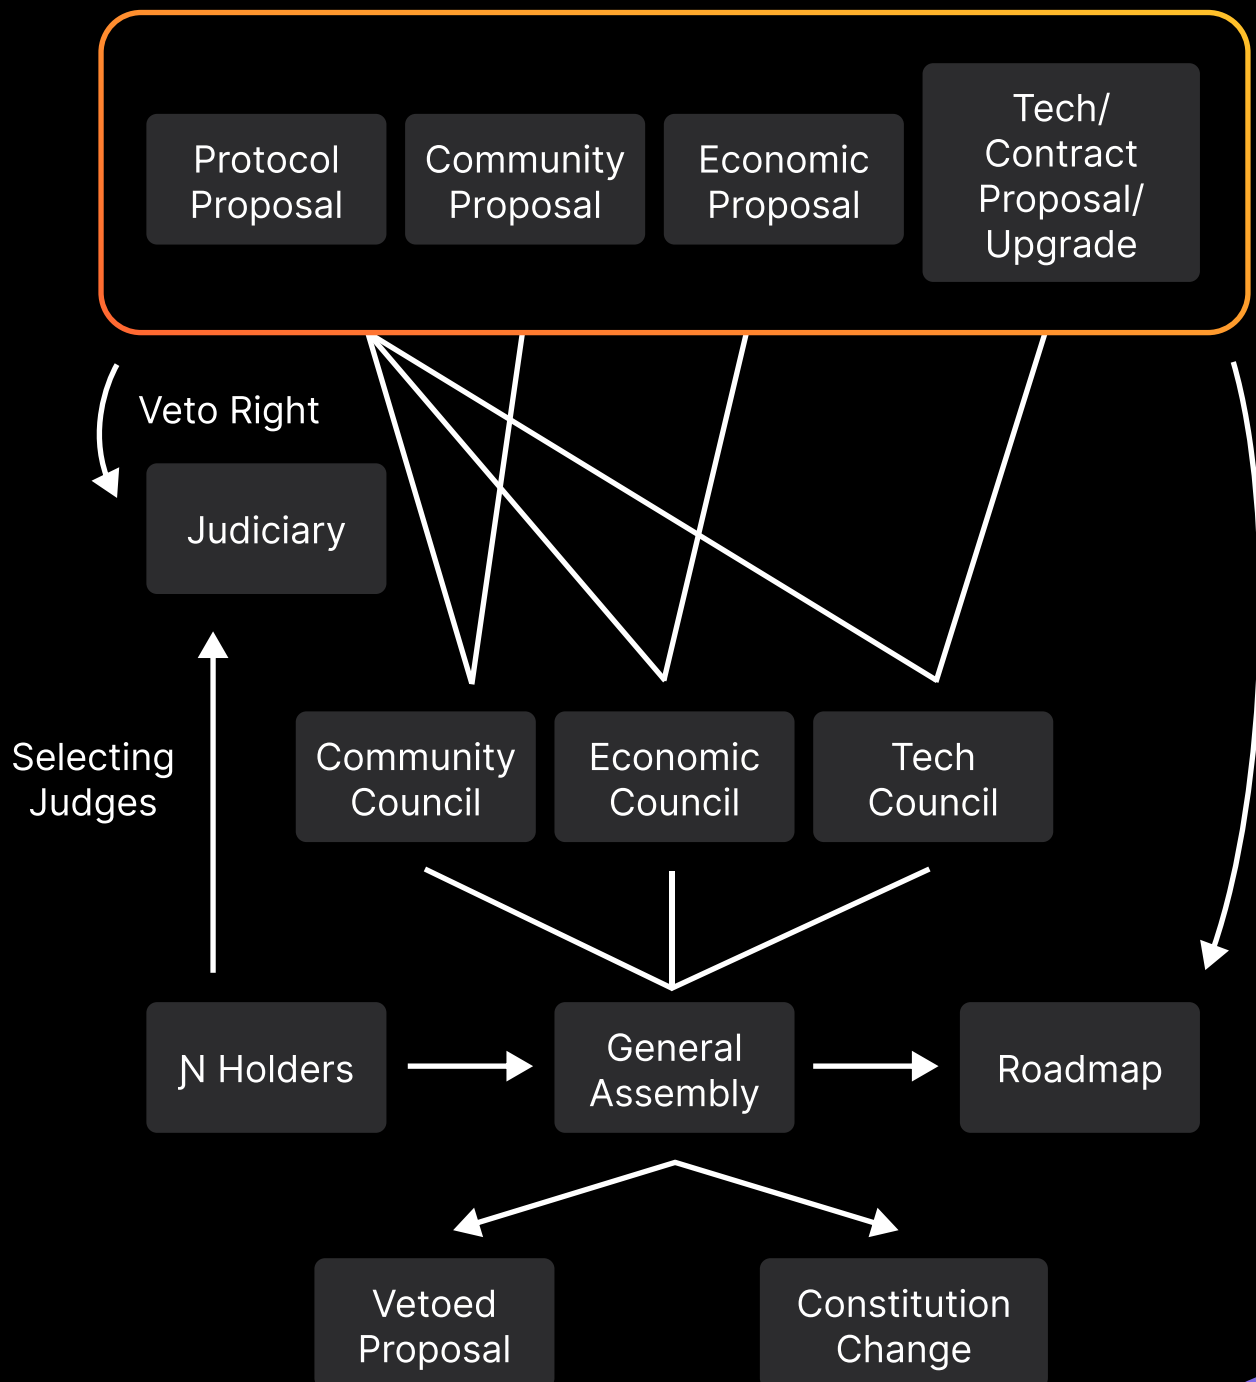 Protocol
Proposal
Community
Proposal
Economic
Proposal
Tech/
Contract
Proposal/
Upgrade
Veto Right
Judiciary
Selecting
Judges
Community
Council
Economic
Council
Tech
Council
Ɲ Holders
General
Assembly
Roadmap
Vetoed
Proposal
Constitution
Change